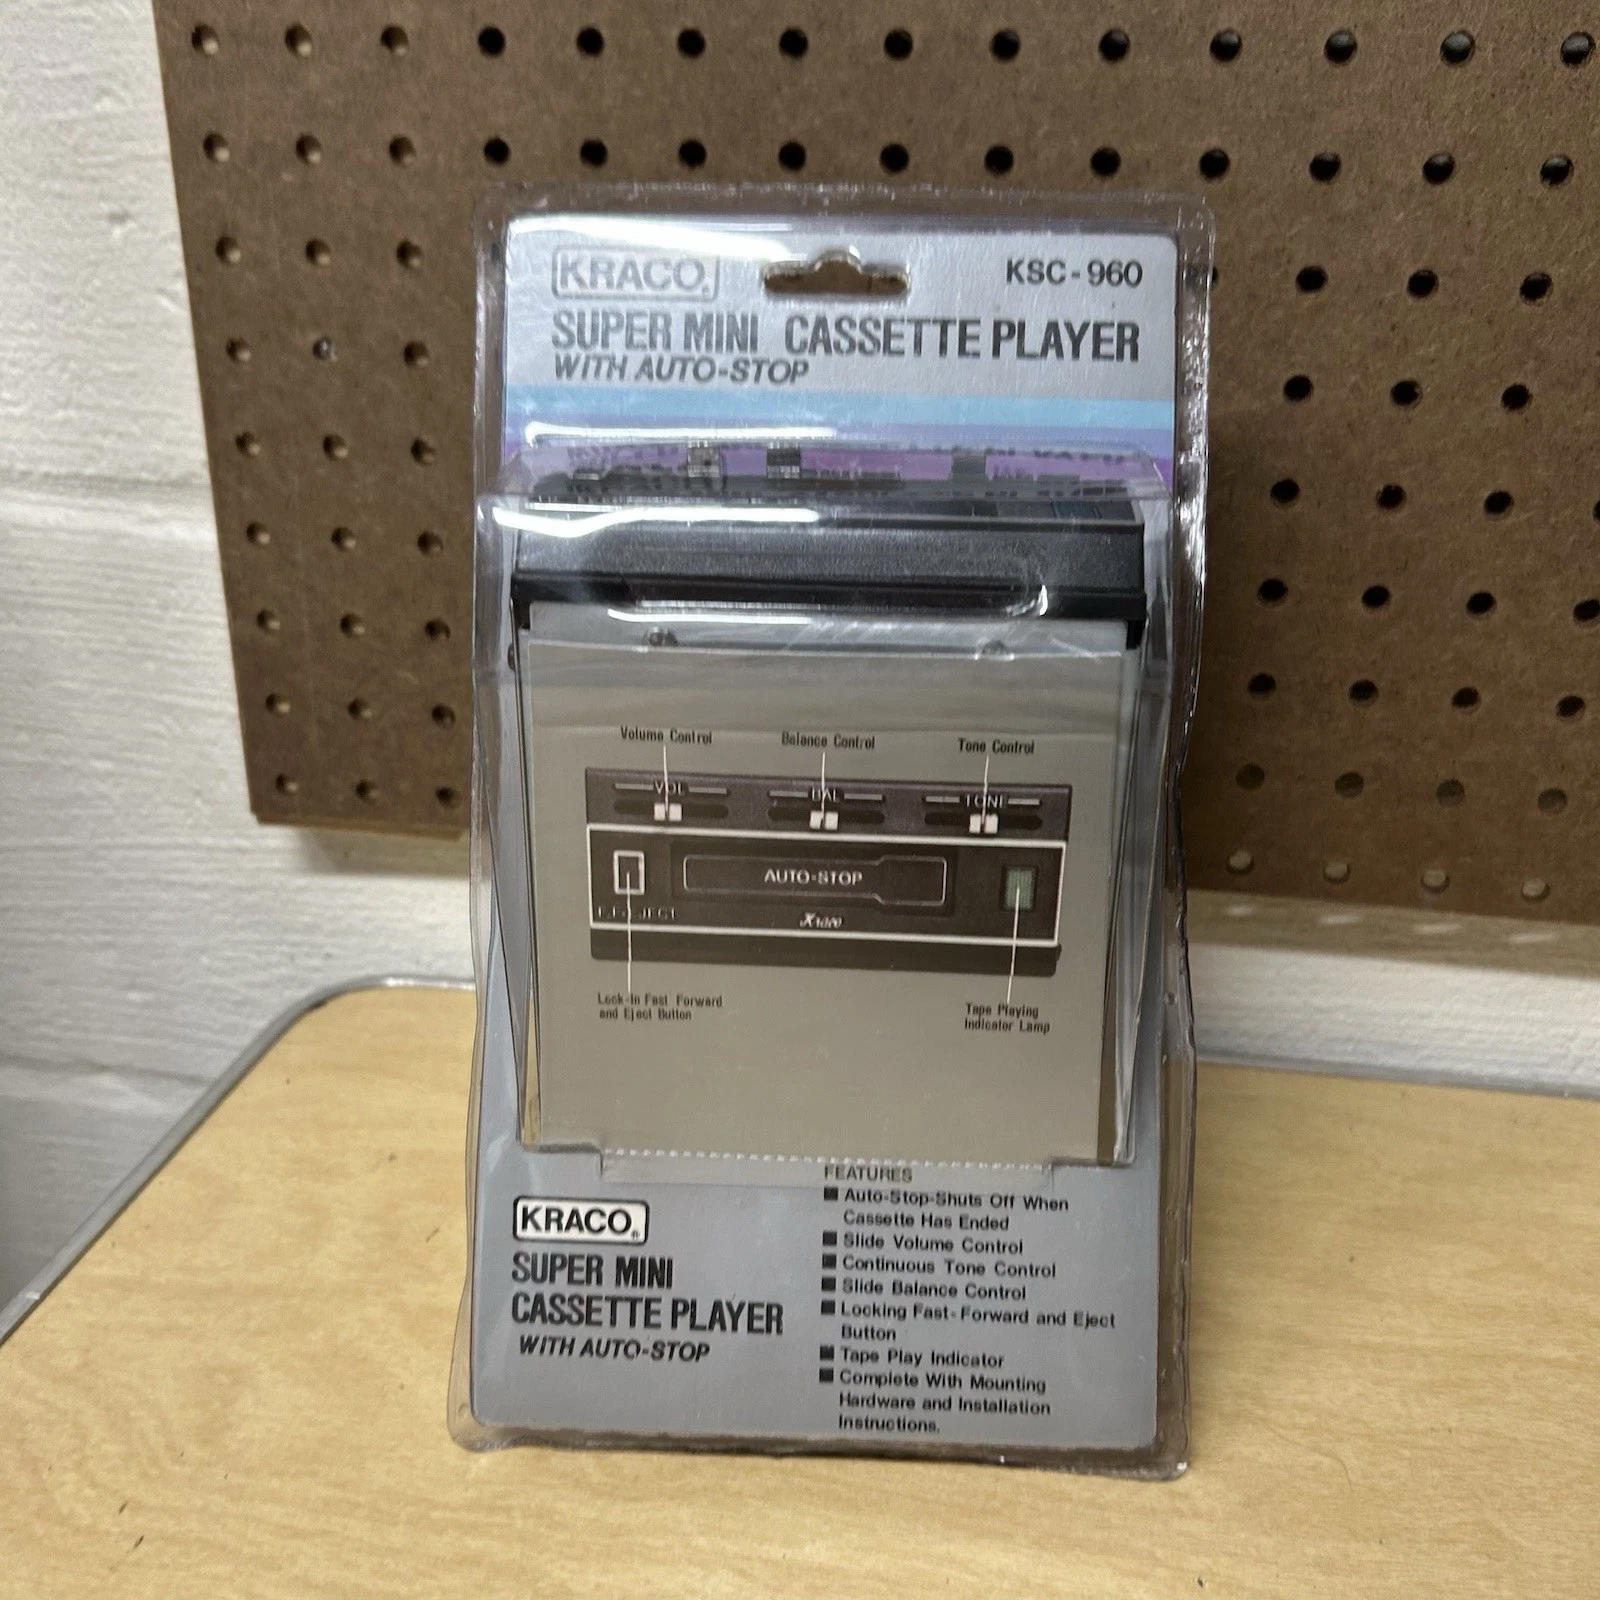 KRACO®
KSC-960
SUPER MINI CASSETTE PLAYER
WITH AUTO-STOP
Volume Control
Balance Control
Tone Control
VOL
BAL
TONE
AUTO-STOP
Kraco
EJECT
Lock-In Fast Forward
and Eject Button
Tape Playing
Indicator Lamp
KRACO®
SUPER MINI
CASSETTE PLAYER
WITH AUTO-STOP
FEATURES
■ Auto-Stop-Shuts Off When
Cassette Has Ended
■ Slide Volume Control
■ Continuous Tone Control
■ Slide Balance Control
■ Locking Fast-Forward and Eject
Button
■ Tape Play Indicator
■ Complete With Mounting
Hardware and Installation
Instructions.